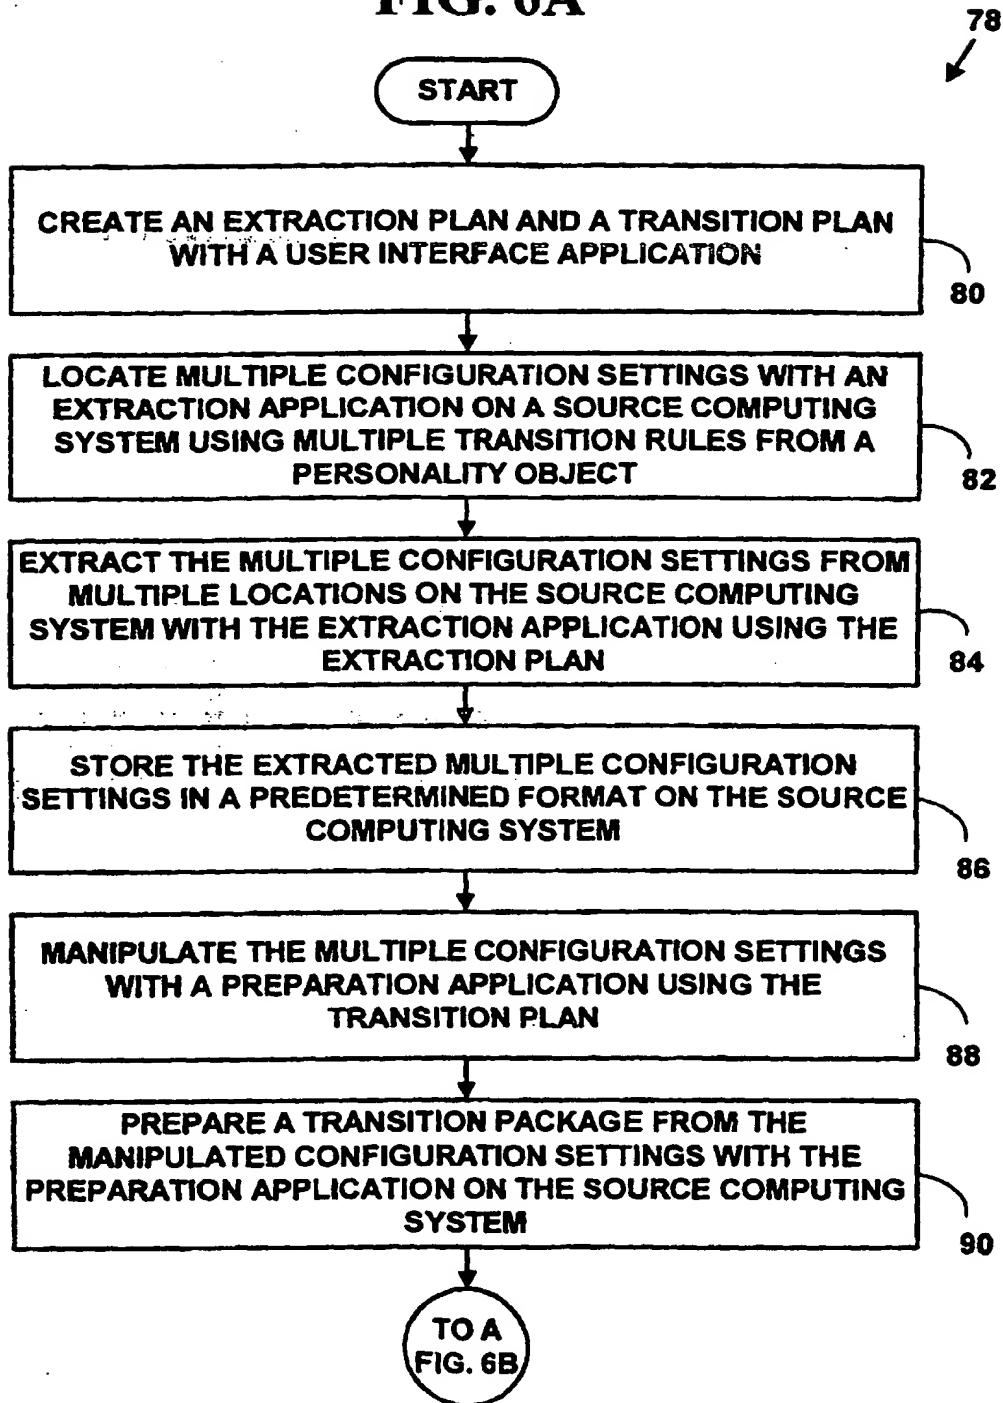 FIG. 6A
78
START
CREATE AN EXTRACTION PLAN AND A TRANSITION PLAN
WITH A USER INTERFACE APPLICATION
80
LOCATE MULTIPLE CONFIGURATION SETTINGS WITH AN
EXTRACTION APPLICATION ON A SOURCE COMPUTING
SYSTEM USING MULTIPLE TRANSITION RULES FROM A
PERSONALITY OBJECT
82
EXTRACT THE MULTIPLE CONFIGURATION SETTINGS FROM
MULTIPLE LOCATIONS ON THE SOURCE COMPUTING
SYSTEM WITH THE EXTRACTION APPLICATION USING THE
EXTRACTION PLAN
84
STORE THE EXTRACTED MULTIPLE CONFIGURATION
SETTINGS IN A PREDETERMINED FORMAT ON THE SOURCE
COMPUTING SYSTEM
86
MANIPULATE THE MULTIPLE CONFIGURATION SETTINGS
WITH A PREPARATION APPLICATION USING THE
TRANSITION PLAN
88
PREPARE A TRANSITION PACKAGE FROM THE
MANIPULATED CONFIGURATION SETTINGS WITH THE
PREPARATION APPLICATION ON THE SOURCE COMPUTING
SYSTEM
90
TO A
FIG. 6B